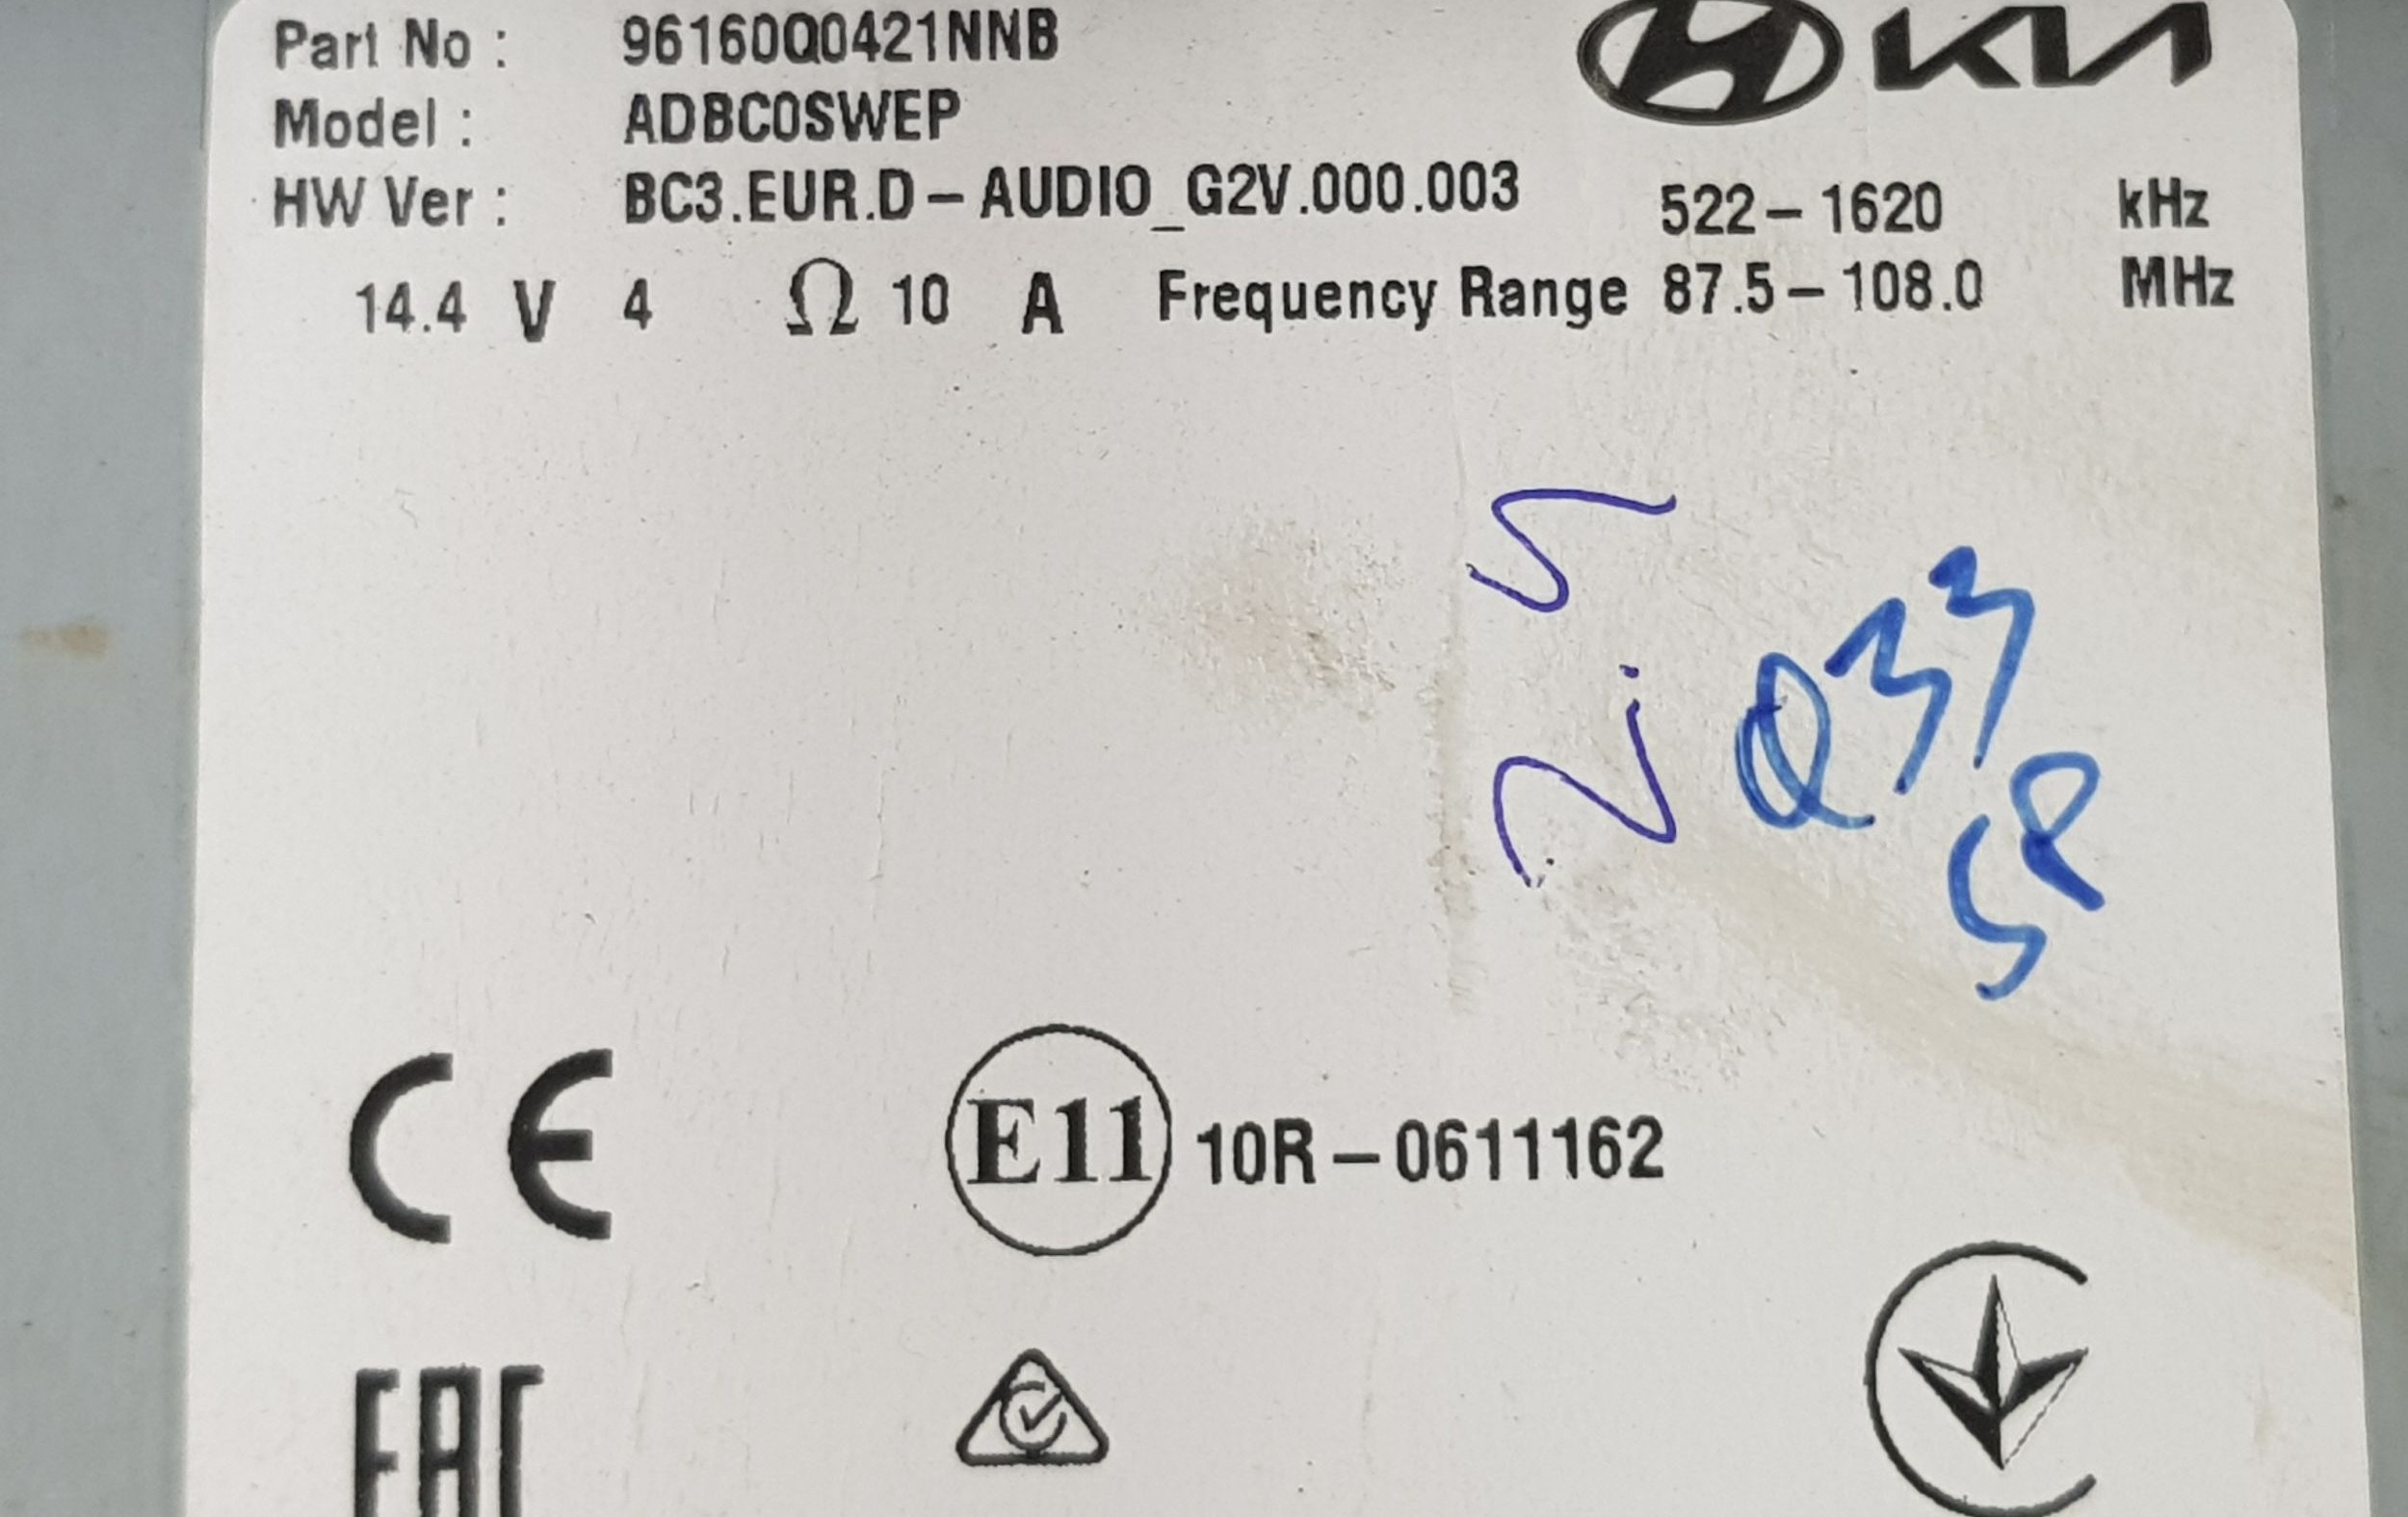 Part No : 96160Q0421NNB
KIA
Model : ADBC0SWEP
HW Ver : BC3.EUR.D-AUDIO_G2V.000.003 522-1620 kHz
14.4 V 4 Ω 10 A Frequency Range 87.5-108.0 MHz
CE
E11 10R-0611162
EAC